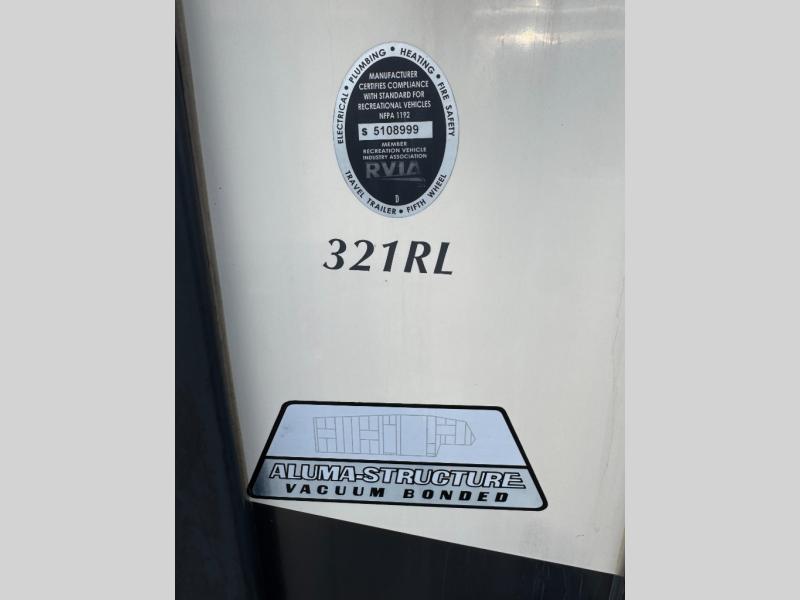 ELECTRICAL • PLUMBING • HEATING • FIRE SAFETY
MANUFACTURER
CERTIFIES COMPLIANCE
WITH STANDARD FOR
RECREATIONAL VEHICLES
NFPA 1192
S 5108999
MEMBER
RECREATION VEHICLE
INDUSTRY ASSOCIATION
RVIA
D
TRAVEL TRAILER • FIFTH WHEEL
321RL
ALUMA-STRUCTURE
VACUUM BONDED